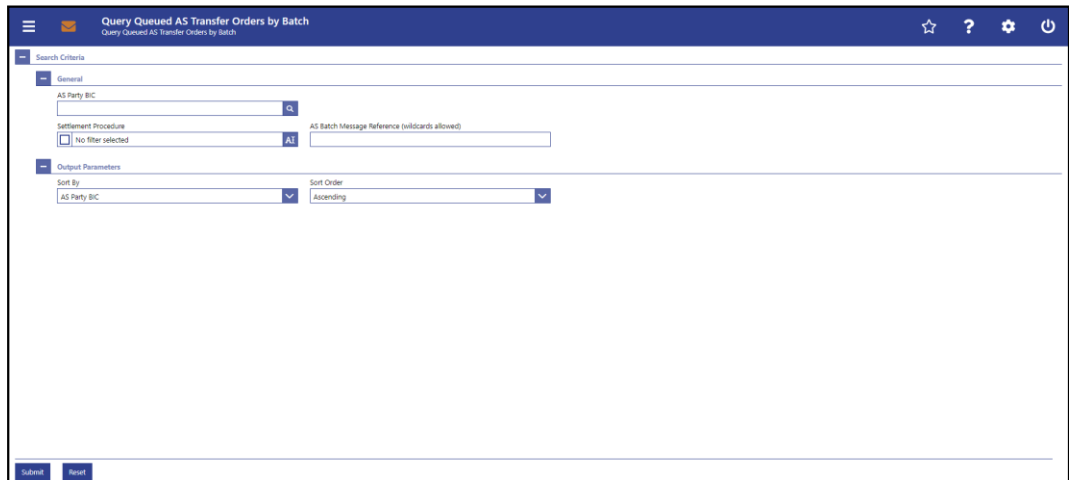 Query Queued AS Transfer Orders by Batch
Query Queued AS Transfer Orders by Batch
Search Criteria
General
AS Party BIC
Settlement Procedure
AS Batch Message Reference (wildcards allowed)
No filter selected
AI
Output Parameters
Sort By
Sort Order
AS Party BIC
Ascending
Submit
Reset